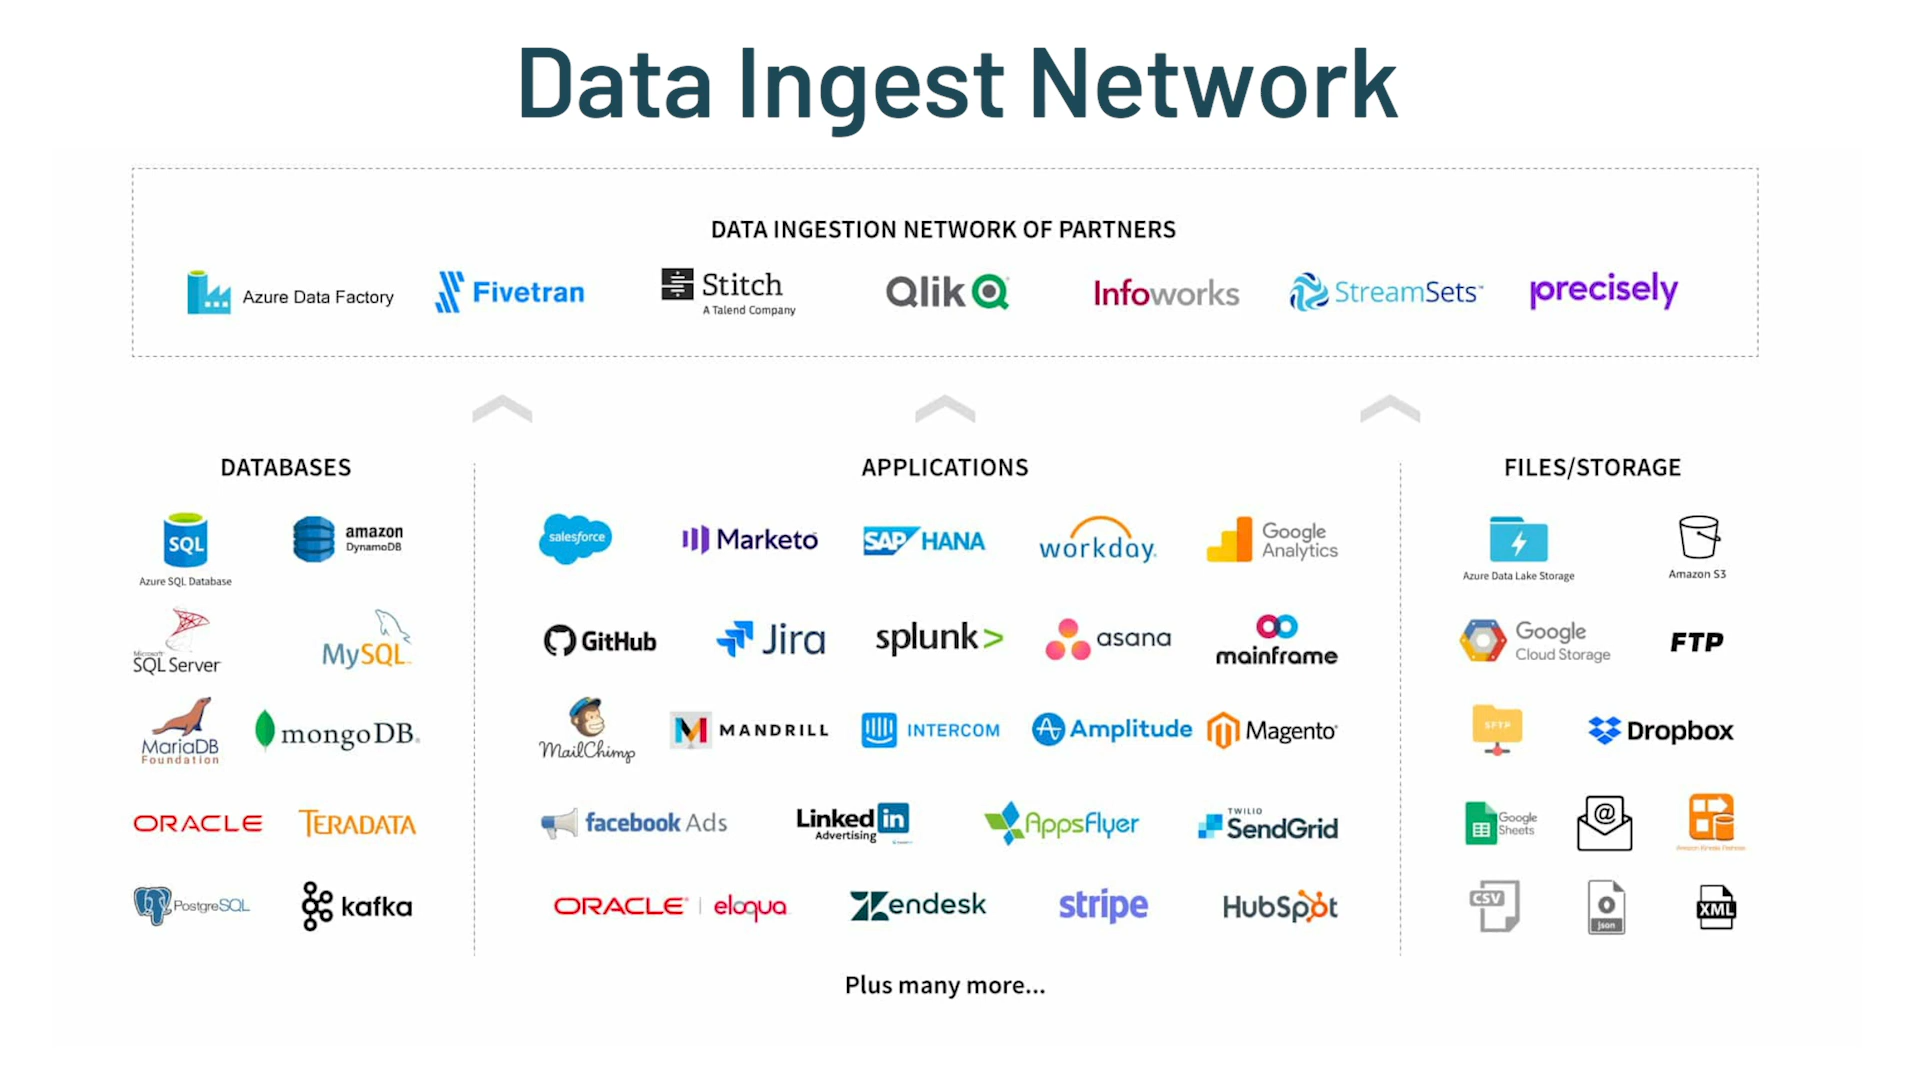 Data Ingest Network
DATA INGESTION NETWORK OF PARTNERS
Azure Data Factory
Fivetran
Stitch
A Talend Company
Qlik
Infoworks
StreamSets
precisely
DATABASES
SQL
Azure SQL Database
amazon
DynamoDB
Microsoft
SQL Server
MySQL
MariaDB
Foundation
mongoDB
ORACLE
TERADATA
PostgreSQL
kafka
APPLICATIONS
salesforce
Marketo
SAP HANA
workday
Google
Analytics
GitHub
Jira
splunk>
asana
mainframe
MailChimp
MANDRILL
INTERCOM
Amplitude
Magento
facebook Ads
Linked in
Advertising
AppsFlyer
TWILIO
SendGrid
ORACLE | eloqua
Zendesk
stripe
HubSpot
FILES/STORAGE
Azure Data Lake Storage
Amazon S3
Google
Cloud Storage
FTP
SFTP
Dropbox
Google
Sheets
@
CSV
Json
XML
Plus many more...